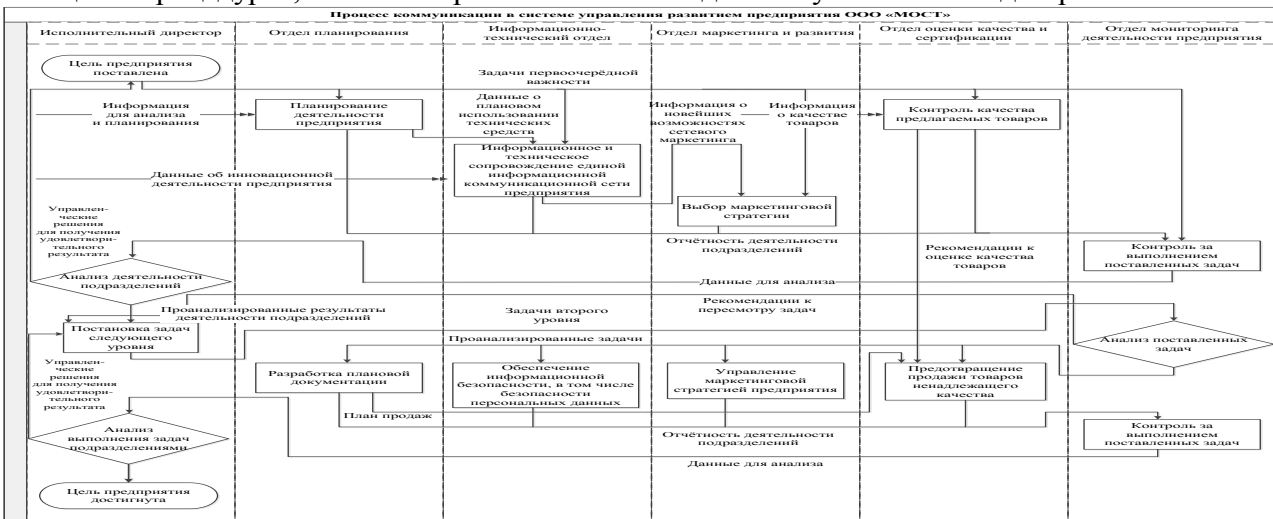 Процесс коммуникации в системе управления развитием предприятия ООО «МОСТ»
Исполнительный директор
Отдел планирования
Информационно-
технический отдел
Отдел маркетинга и развития
Отдел оценки качества и
сертификации
Отдел мониторинга
деятельности предприятия
Цель предприятия
поставлена
Задачи первоочерёдной
важности
Информация
для анализа
и планирования
Планирование
деятельности
предприятия
Данные о
плановом
использовании
технических
средств
Информация о
новейших
возможностях
сетевого
маркетинга
Информация
о качестве
товаров
Контроль качества
предлагаемых товаров
Информационное и
техническое
сопровождение единой
информационной
коммуникационной сети
предприятия
Данные об инновационной
деятельности предприятия
Выбор маркетинговой
стратегии
Управлен-
ческие
решения
для получения
удовлетвори-
тельного
результата
Отчётность деятельности
подразделений
Рекомендации к
оценке качества
товаров
Контроль за
выполнением
поставленных задач
Анализ деятельности
подразделений
Данные для анализа
Проанализированные результаты
деятельности подразделений
Задачи второго
уровня
Рекомендации к
пересмотру задач
Постановка задач
следующего
уровня
Анализ поставленных
задач
Проанализированные задачи
Управлен-
ческие
решения
для получения
удовлетвори-
тельного
результата
Разработка плановой
документации
Обеспечение
информационной
безопасности, в том числе
безопасности
персональных данных
Управление
маркетинговой
стратегией предприятия
Предотвращение
продажи товаров
ненадлежащего
качества
План продаж
Анализ
выполнения задач
подразделениями
Отчётность деятельности
подразделений
Контроль за
выполнением
поставленных задач
Данные для анализа
Цель предприятия
достигнута